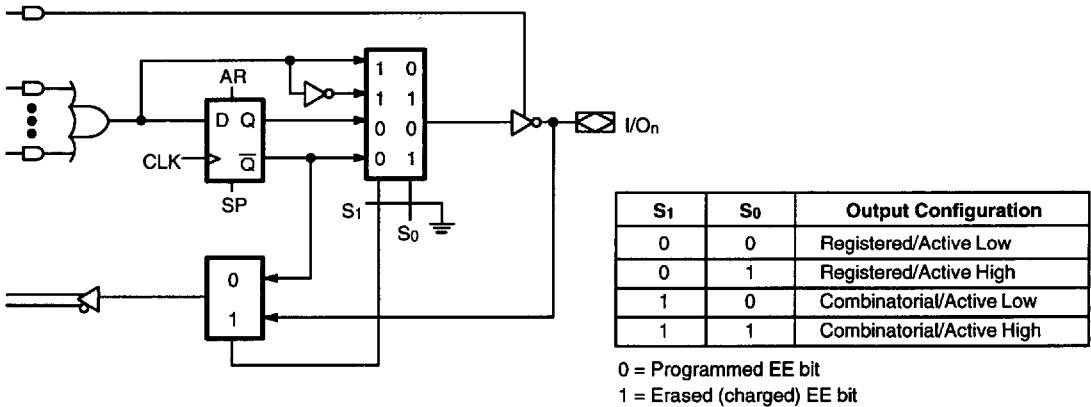 AR
D Q
Q
CLK
SP
1 0
1 1
0 0
0 1
S1
S0
I/On
0
1
S1 S0 Output Configuration
0 0 Registered/Active Low
0 1 Registered/Active High
1 0 Combinatorial/Active Low
1 1 Combinatorial/Active High
0 = Programmed EE bit
1 = Erased (charged) EE bit